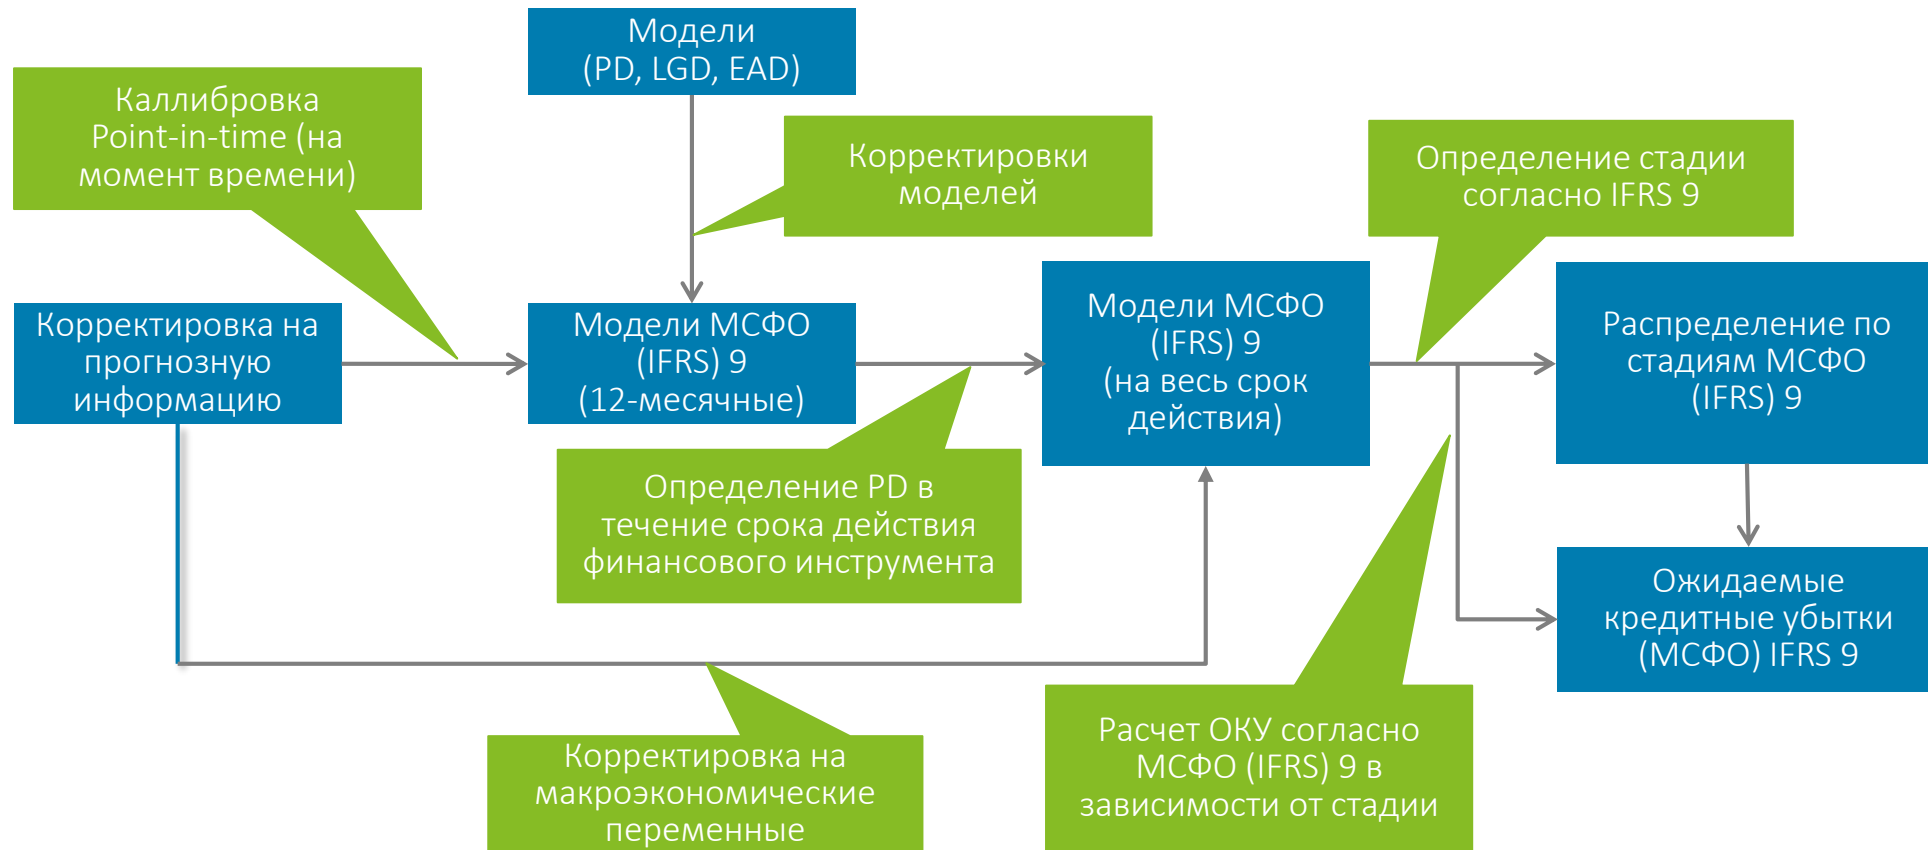 Модели
(PD, LGD, EAD)
Каллибровка
Point-in-time (на
момент времени)
Корректировки
моделей
Определение стадии
согласно IFRS 9
Корректировка на
прогнозную
информацию
Модели МСФО
(IFRS) 9
(12-месячные)
Модели МСФО
(IFRS) 9
(на весь срок
действия)
Распределение по
стадиям МСФО
(IFRS) 9
Определение PD в
течение срока действия
финансового инструмента
Ожидаемые
кредитные убытки
(МСФО) IFRS 9
Корректировка на
макроэкономические
переменные
Расчет ОКУ согласно
МСФО (IFRS) 9 в
зависимости от стадии